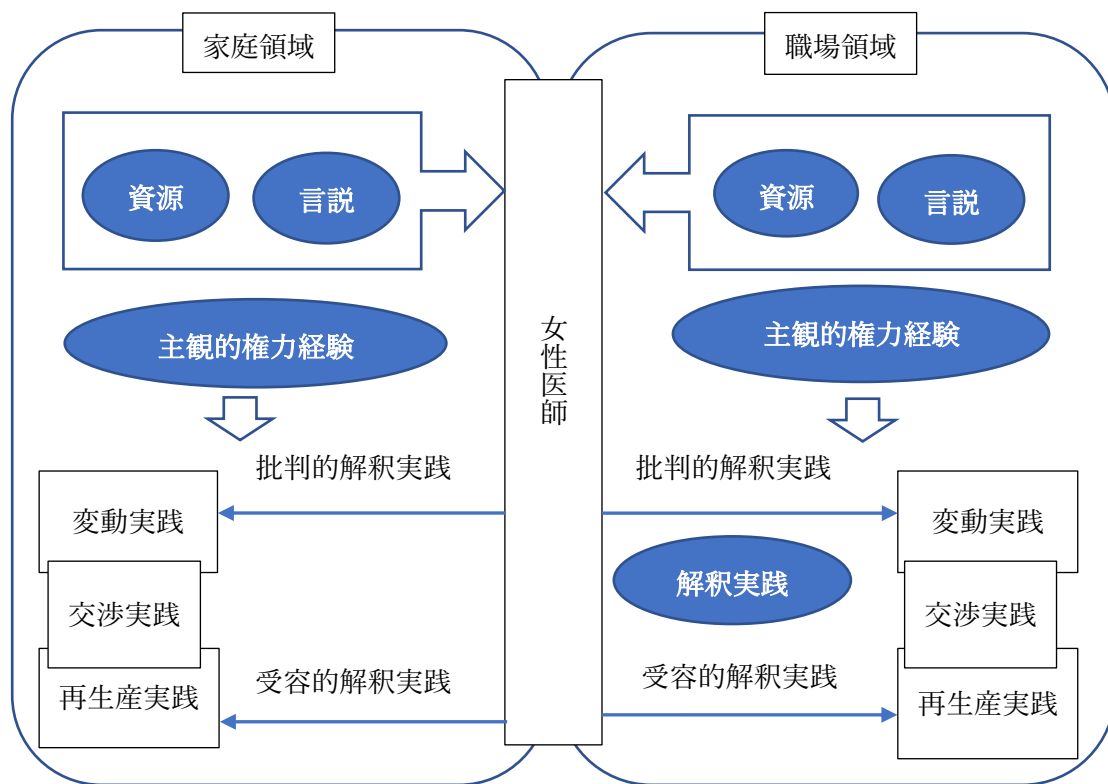 家庭領域
職場領域
資源
言説
資源
言説
主観的権力経験
主観的権力経験
女性医師
批判的解釈実践
批判的解釈実践
変動実践
変動実践
解釈実践
交渉実践
交渉実践
受容的解釈実践
受容的解釈実践
再生産実践
再生産実践